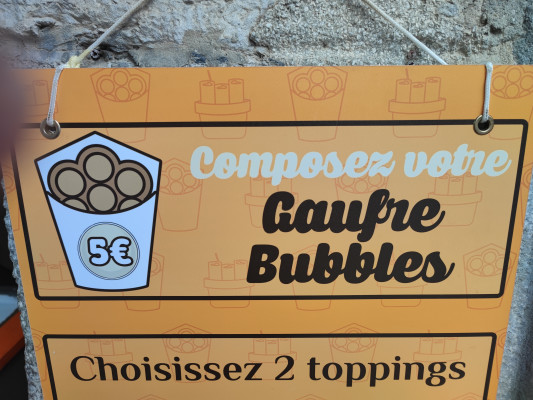 Composez votre
Gaufre
Bubbles
5€
Choisissez 2 toppings